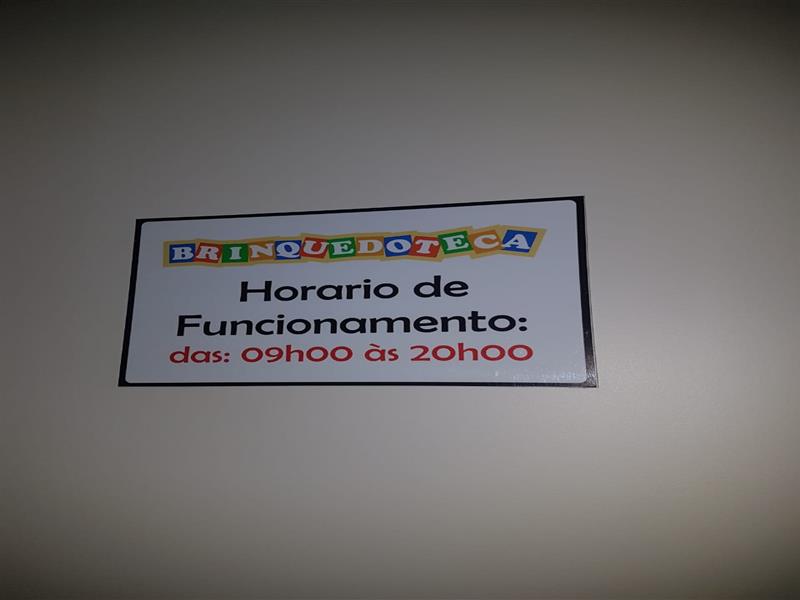 BRINQUEDOTECA
Horario de
Funcionamento:
das: 09h00 às 20h00